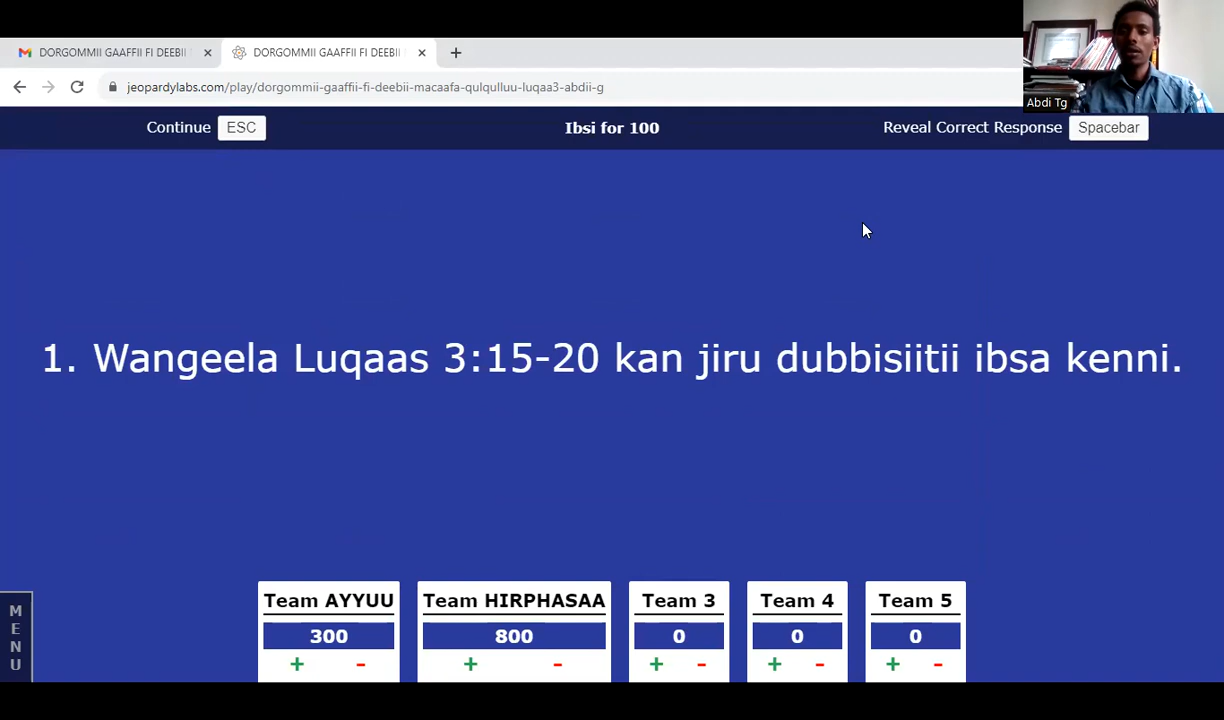 DORGOMMII GAAFFII FI DEEBII
DORGOMMII GAAFFII FI DEEBII
jeopardylabs.com/play/dorgommii-gaaffii-fi-deebii-macaafa-qulqulluu-luqaa3-abdii-g
Abdi Tg
Continue ESC
Ibsi for 100
Reveal Correct Response Spacebar
1. Wangeela Luqaas 3:15-20 kan jiru dubbisiitii ibsa kenni.
MENU
Team AYYUU Team HIRPHASAA Team 3 Team 4 Team 5
300 800 0 0 0
+ - + - + - + - + -